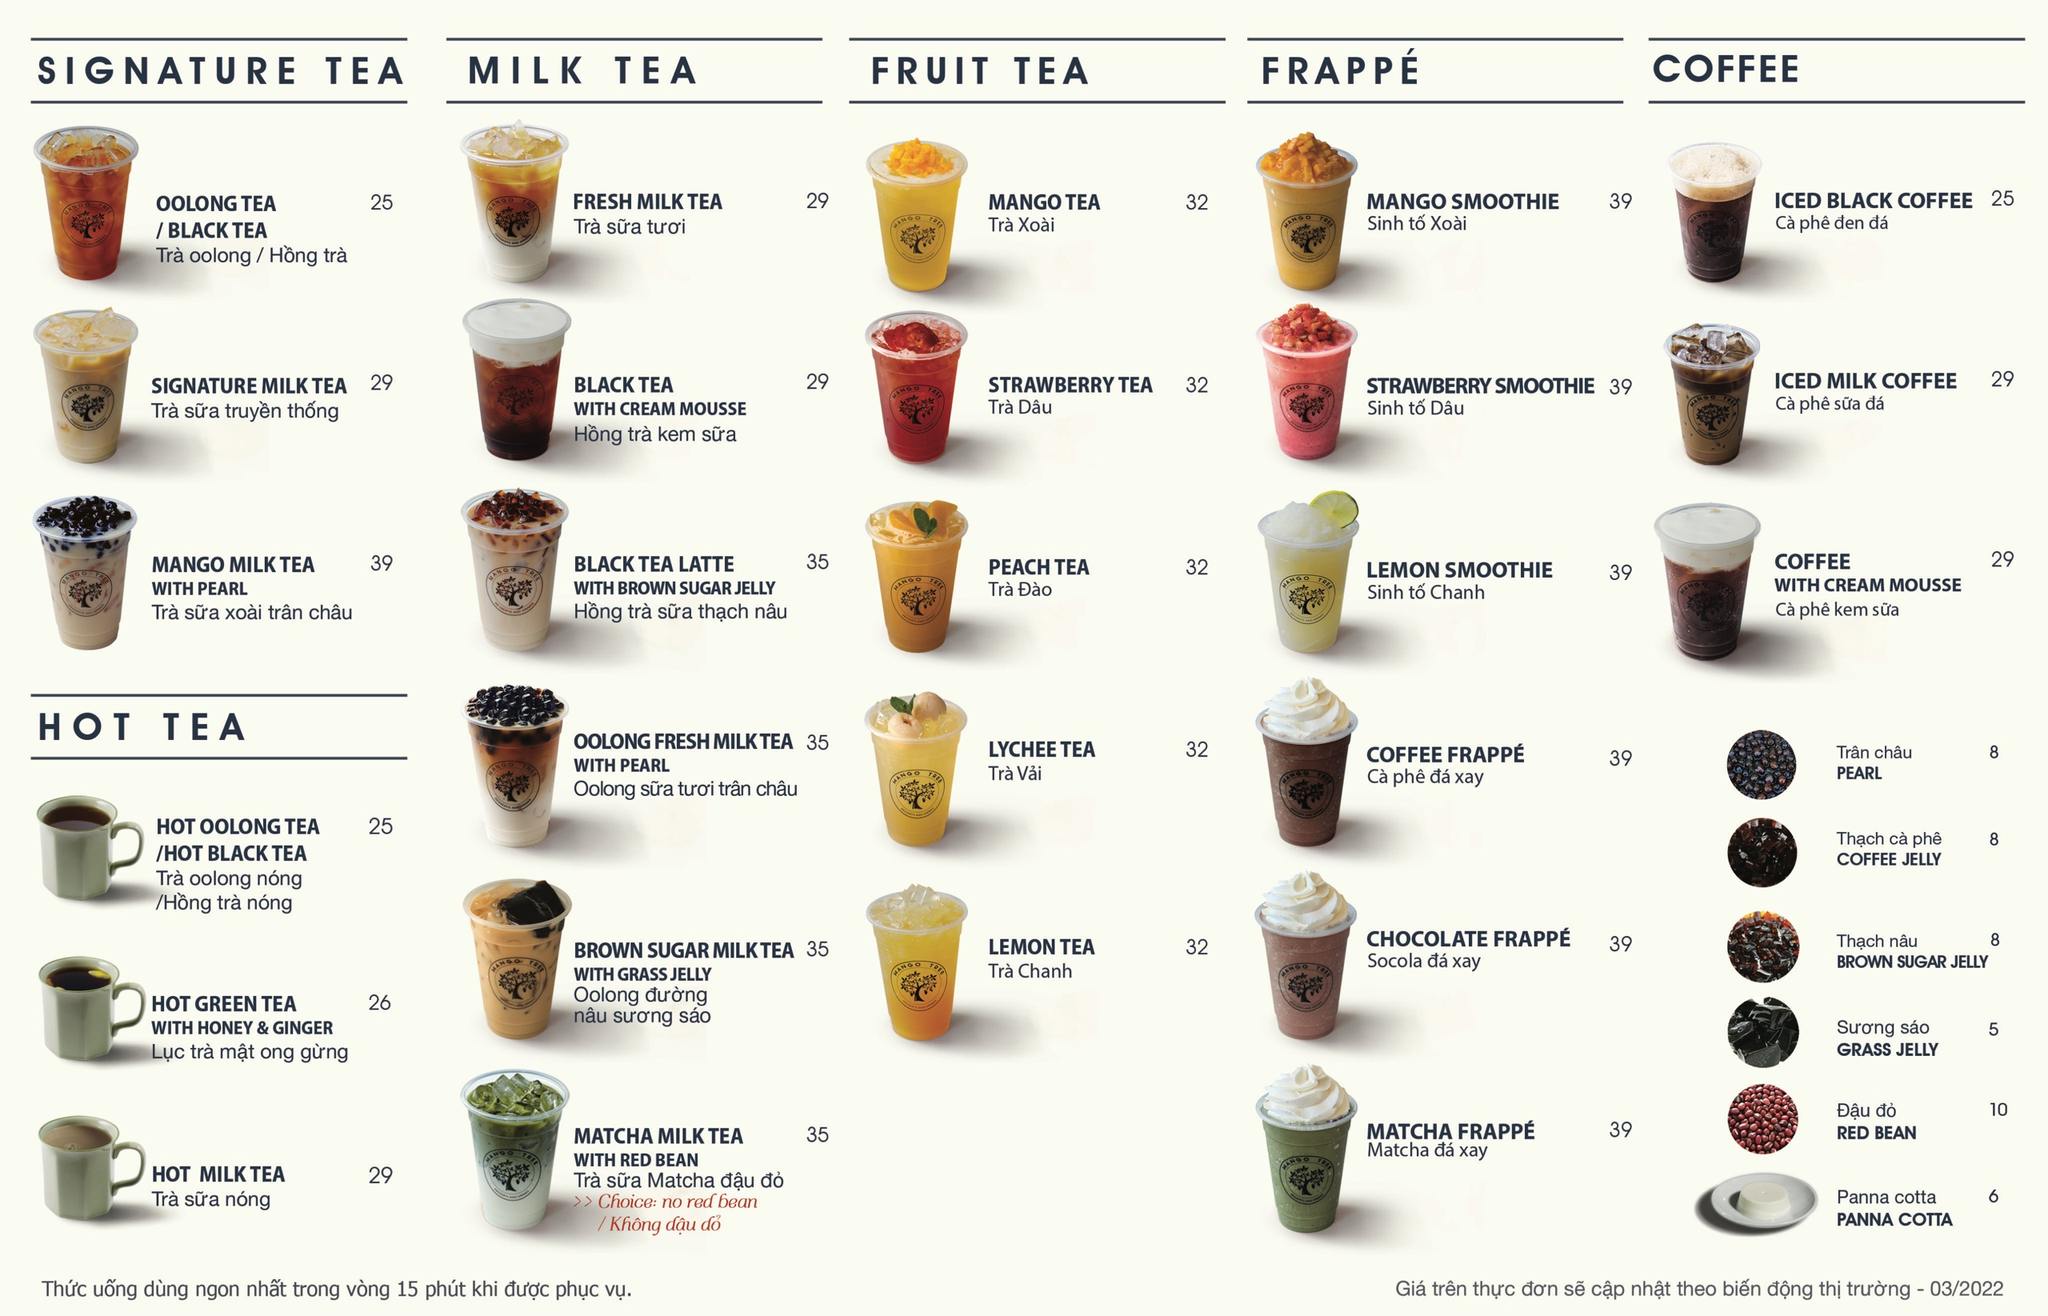 SIGNATURE TEA
OOLONG TEA 25
/ BLACK TEA
Trà oolong / Hồng trà
SIGNATURE MILK TEA 29
Trà sữa truyền thống
MANGO MILK TEA 39
WITH PEARL
Trà sữa xoài trân châu
HOT TEA
HOT OOLONG TEA 25
/HOT BLACK TEA
Trà oolong nóng
/Hồng trà nóng
HOT GREEN TEA 26
WITH HONEY & GINGER
Lục trà mật ong gừng
HOT MILK TEA 29
Trà sữa nóng
MILK TEA
FRESH MILK TEA 29
Trà sữa tươi
BLACK TEA 29
WITH CREAM MOUSSE
Hồng trà kem sữa
BLACK TEA LATTE 35
WITH BROWN SUGAR JELLY
Hồng trà sữa thạch nâu
OOLONG FRESH MILK TEA 35
WITH PEARL
Oolong sữa tươi trân châu
BROWN SUGAR MILK TEA 35
WITH GRASS JELLY
Oolong đường
nâu sương sáo
MATCHA MILK TEA 35
WITH RED BEAN
Trà sữa Matcha đậu đỏ
>> Choice: no red bean
/ Không đậu đỏ
FRUIT TEA
MANGO TEA 32
Trà Xoài
STRAWBERRY TEA 32
Trà Dâu
PEACH TEA 32
Trà Đào
LYCHEE TEA 32
Trà Vải
LEMON TEA 32
Trà Chanh
FRAPPÉ
MANGO SMOOTHIE 39
Sinh tố Xoài
STRAWBERRY SMOOTHIE 39
Sinh tố Dâu
LEMON SMOOTHIE 39
Sinh tố Chanh
COFFEE FRAPPÉ 39
Cà phê đá xay
CHOCOLATE FRAPPÉ 39
Socola đá xay
MATCHA FRAPPÉ 39
Matcha đá xay
COFFEE
ICED BLACK COFFEE 25
Cà phê đen đá
ICED MILK COFFEE 29
Cà phê sữa đá
COFFEE 29
WITH CREAM MOUSSE
Cà phê kem sữa
Trân châu 8
PEARL
Thạch cà phê 8
COFFEE JELLY
Thạch nâu 8
BROWN SUGAR JELLY
Sương sáo 5
GRASS JELLY
Đậu đỏ 10
RED BEAN
Panna cotta 6
PANNA COTTA
Thức uống dùng ngon nhất trong vòng 15 phút khi được phục vụ.
Giá trên thực đơn sẽ cập nhật theo biến động thị trường - 03/2022
MANGO TREE